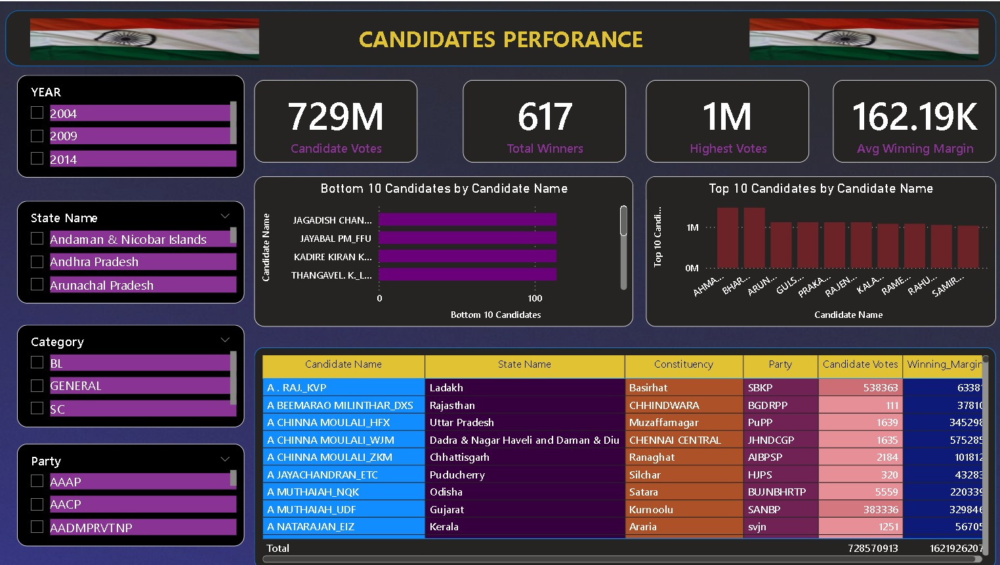 CANDIDATES PERFORANCE
YEAR
2004
2009
2014
729M
Candidate Votes
617
Total Winners
1M
Highest Votes
162.19K
Avg Winning Margin
State Name
Andaman & Nicobar Islands
Andhra Pradesh
Arunachal Pradesh
Category
BL
GENERAL
SC
Party
AAAP
AACP
AADMPRVTNP
Bottom 10 Candidates by Candidate Name
Candidate Name
JAGADISH CHAN...
JAYABAL PM_FFU
KADIRE KIRAN K...
THANGAVEL. K._L...
0 100
Bottom 10 Candidates
Top 10 Candidates by Candidate Name
Top 10 Candi...
1M
0M
AHMA... BHAR... ARUN... GULS... PRAKA... RAJEN... KALA... RAME... RAHU... SAMIR...
Candidate Name
Candidate Name State Name Constituency Party Candidate Votes Winning_Margin
A . RAJ._KVP Ladakh Basirhat SBKP 538363 63381
A BEEMARAO MILINTHAR_DXS Rajasthan CHHINDWARA BGDRPP 111 37810
A CHINNA MOULALI_HFX Uttar Pradesh Muzaffarnagar PuPP 1639 345298
A CHINNA MOULALI_WJM Dadra & Nagar Haveli and Daman & Diu CHENNAI CENTRAL JHNDCGP 1635 575285
A CHINNA MOULALI_ZKM Chhattisgarh Ranaghat AIBPSP 2184 101812
A JAYACHANDRAN_ETC Puducherry Silchar HJPS 320 43283
A MUTHAIAH_NQK Odisha Satara BUJNBHRTP 5559 220339
A MUTHAIAH_UDF Gujarat Kurnoolu SANBP 383336 329846
A NATARAJAN_EIZ Kerala Araria svjn 1251 56705
Total 728570913 1621926207